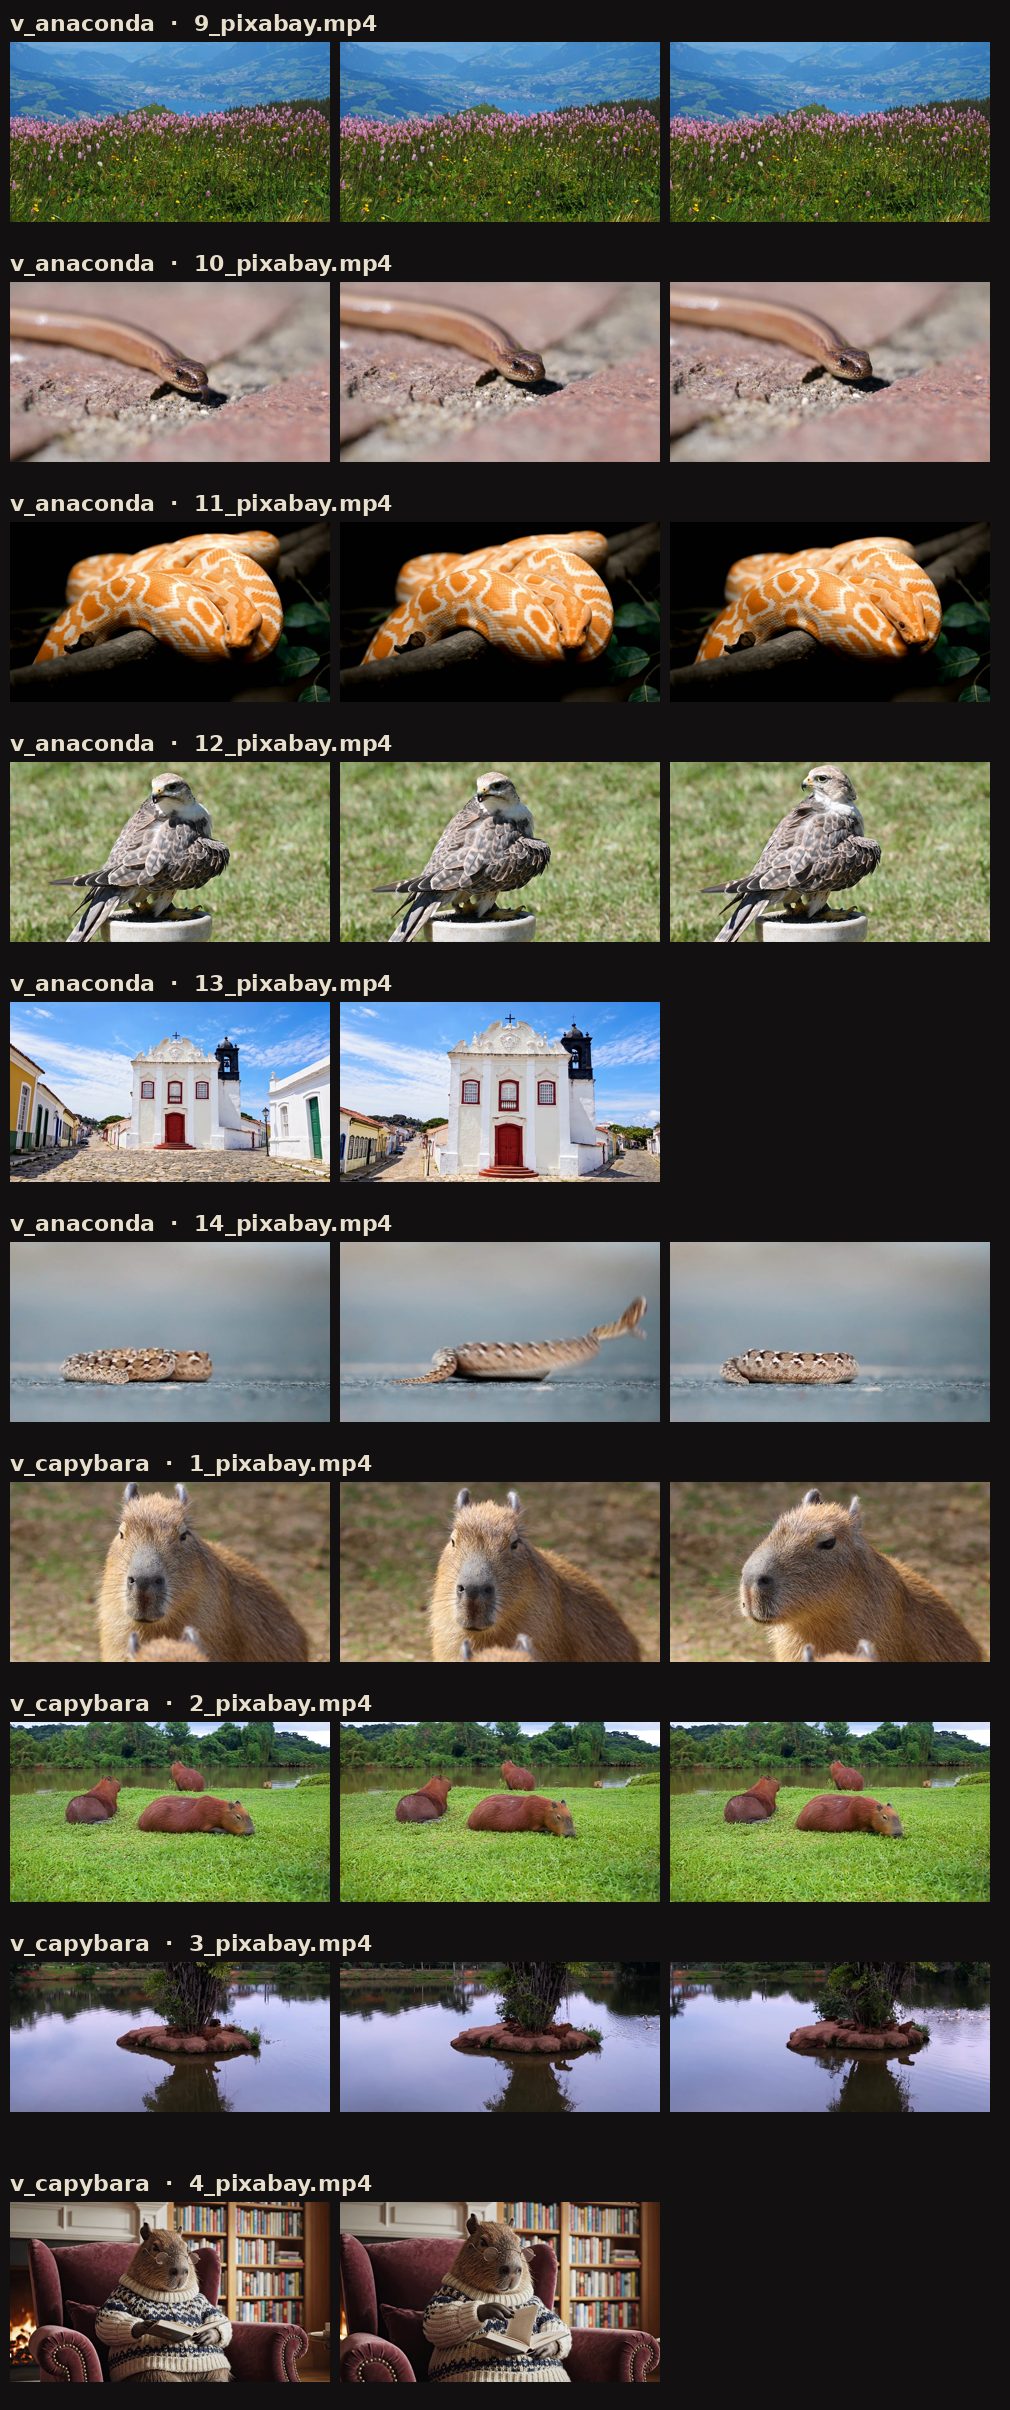 v_anaconda · 9_pixabay.mp4
v_anaconda · 10_pixabay.mp4
v_anaconda · 11_pixabay.mp4
v_anaconda · 12_pixabay.mp4
v_anaconda · 13_pixabay.mp4
v_anaconda · 14_pixabay.mp4
v_capybara · 1_pixabay.mp4
v_capybara · 2_pixabay.mp4
v_capybara · 3_pixabay.mp4
v_capybara · 4_pixabay.mp4